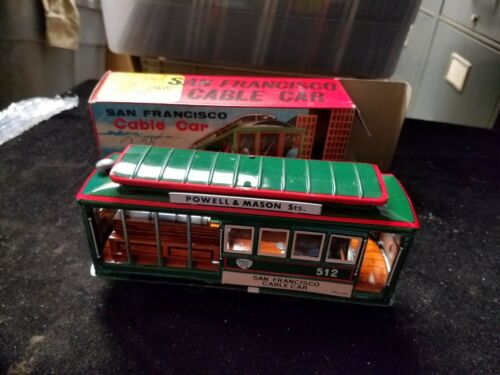 SAN FRANCISCO
CABLE CAR
SAN FRANCISCO
Cable Car
POWELL & MASON Sts.
512
SAN FRANCISCO
CABLE CAR